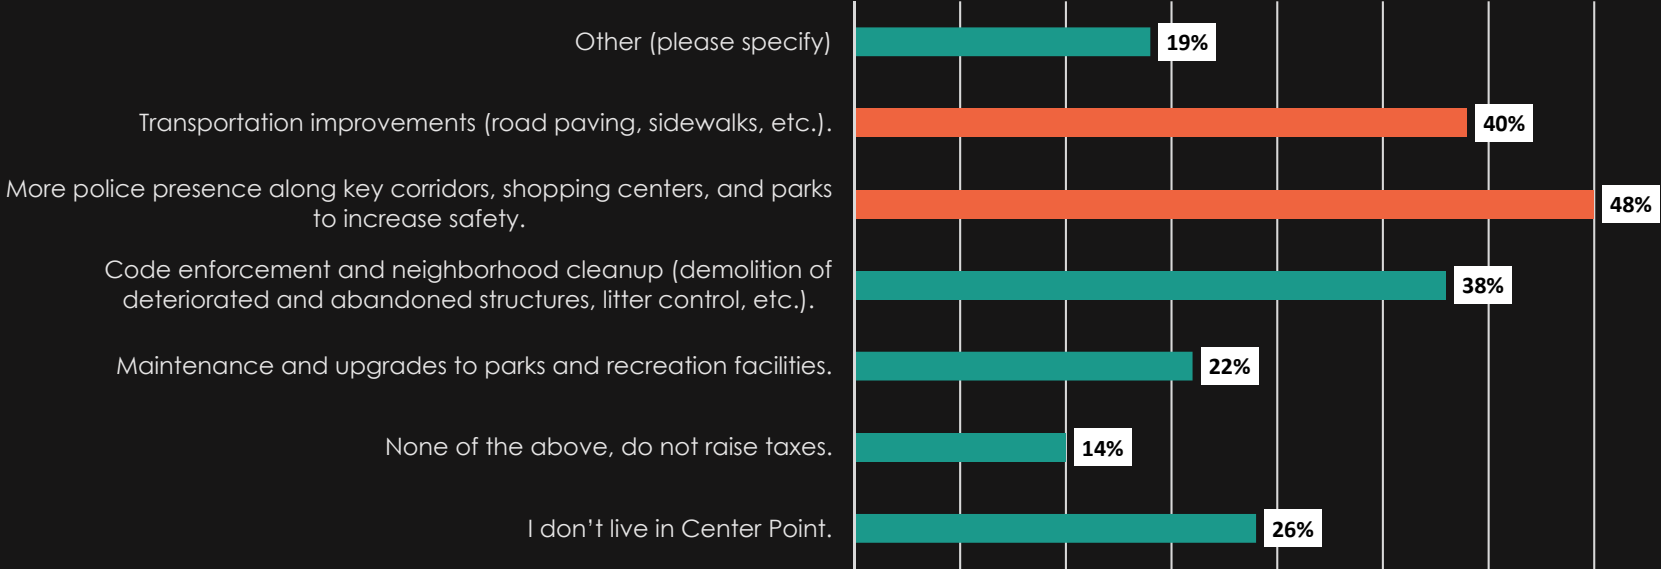 Other (please specify)
19%
Transportation improvements (road paving, sidewalks, etc.).
40%
More police presence along key corridors, shopping centers, and parks
to increase safety.
48%
Code enforcement and neighborhood cleanup (demolition of
deteriorated and abandoned structures, litter control, etc.).
38%
Maintenance and upgrades to parks and recreation facilities.
22%
None of the above, do not raise taxes.
14%
I don’t live in Center Point.
26%